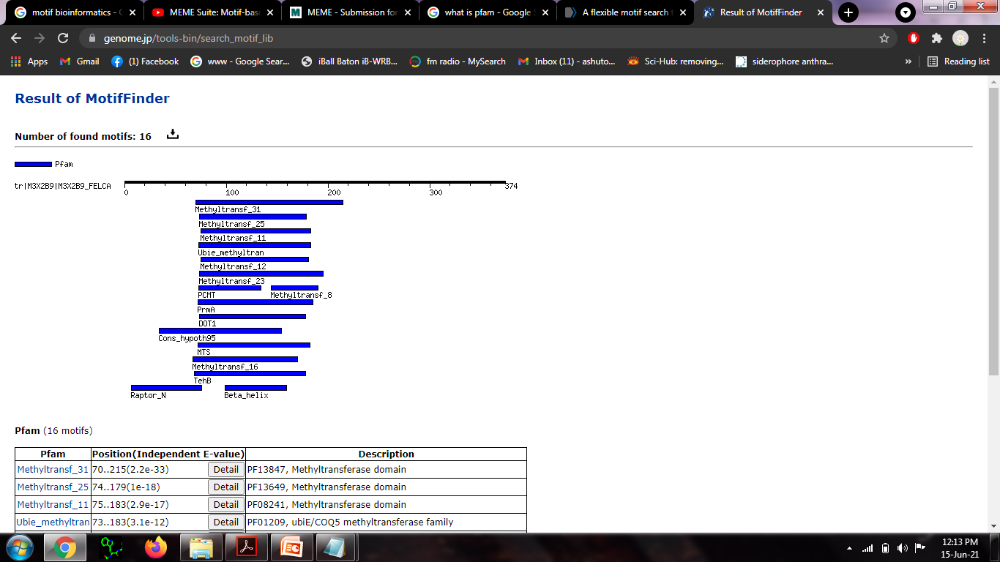 motif bioinformatics - G
MEME Suite: Motif-bas
MEME - Submission for
what is pfam - Google S
A flexible motif search t
Result of MotifFinder
genome.jp/tools-bin/search_motif_lib
Apps
Gmail
(1) Facebook
www - Google Sear...
iBall Baton iB-WRB...
fm radio - MySearch
Inbox (11) - ashuto...
Sci-Hub: removing...
siderophore anthra...
»
Reading list
Result of MotifFinder
Number of found motifs: 16
Pfam
tr|M3X2B9|M3X2B9_FELCA
0 100 200 300 374
Methyltransf_31
Methyltransf_25
Methyltransf_11
Ubie_methyltran
Methyltransf_12
Methyltransf_23
PCMT Methyltransf_8
PrmA
DOT1
Cons_hypoth95
MTS
Methyltransf_16
TehB
Raptor_N Beta_helix
Pfam (16 motifs)
Pfam Position(Independent E-value) Description
Methyltransf_31 70..215(2.2e-33) Detail PF13847, Methyltransferase domain
Methyltransf_25 74..179(1e-18) Detail PF13649, Methyltransferase domain
Methyltransf_11 75..183(2.9e-17) Detail PF08241, Methyltransferase domain
Ubie_methyltran 73..183(3.1e-12) Detail PF01209, ubiE/COQ5 methyltransferase family
12:13 PM
15-Jun-21